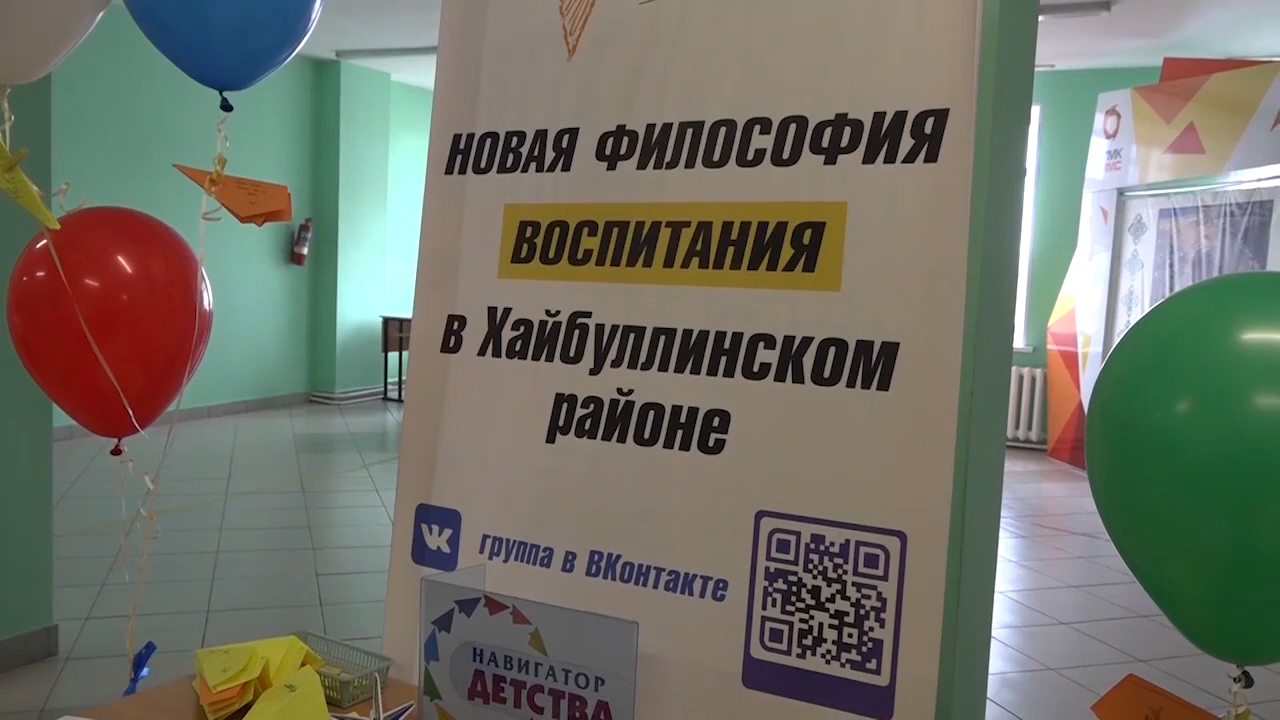 НОВАЯ ФИЛОСОФИЯ
ВОСПИТАНИЯ
в Хайбуллинском
районе
группа в ВКонтакте
НАВИГАТОР
ДЕТСТВА